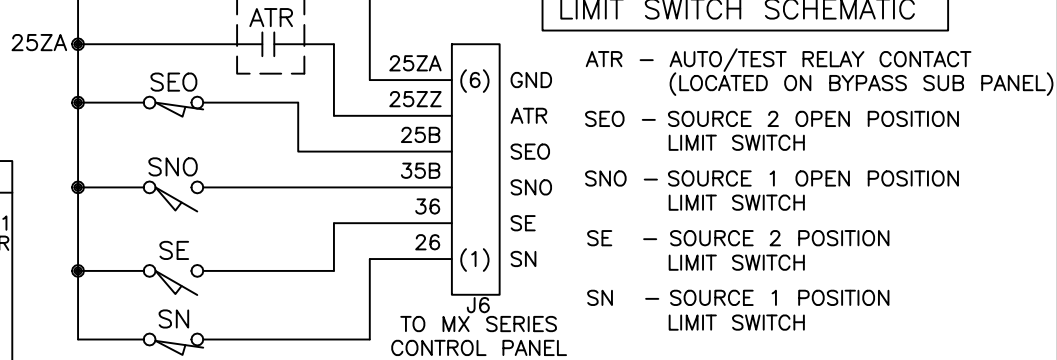 LIMIT SWITCH SCHEMATIC
ATR
25ZA
SEO
SNO
SE
SN
25ZA
25ZZ
25B
35B
36
26
(6)
(1)
GND
ATR
SEO
SNO
SE
SN
J6
TO MX SERIES
CONTROL PANEL
ATR – AUTO/TEST RELAY CONTACT
(LOCATED ON BYPASS SUB PANEL)
SEO – SOURCE 2 OPEN POSITION
LIMIT SWITCH
SNO – SOURCE 1 OPEN POSITION
LIMIT SWITCH
SE – SOURCE 2 POSITION
LIMIT SWITCH
SN – SOURCE 1 POSITION
LIMIT SWITCH
1
R